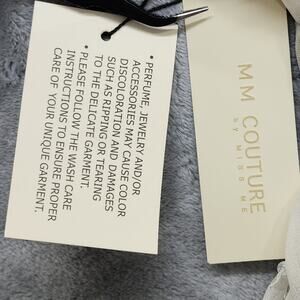 • PERFUME, JEWELRY AND/OR
ACCESSORIES MAY CAUSE COLOR
DISCOLORATION AND DAMAGES
SUCH AS RIPPING OR TEARING
TO THE DELICATE GARMENT.
• PLEASE FOLLOW THE WASH CARE
INSTRUCTIONS TO ENSURE PROPER
CARE OF YOUR UNIQUE GARMENT.
MM COUTURE
BY MISS ME